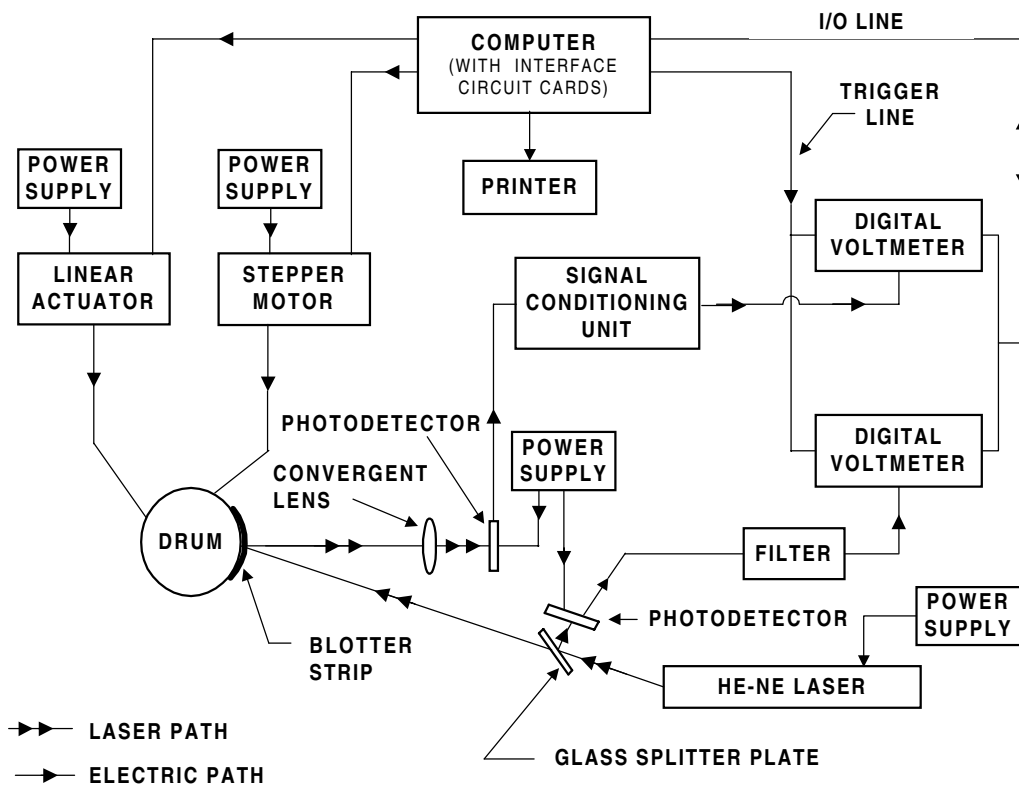 I/O LINE
COMPUTER
(WITH INTERFACE
CIRCUIT CARDS)
TRIGGER
LINE
POWER
SUPPLY
POWER
SUPPLY
PRINTER
DIGITAL
VOLTMETER
LINEAR
ACTUATOR
STEPPER
MOTOR
SIGNAL
CONDITIONING
UNIT
PHOTODETECTOR
POWER
SUPPLY
DIGITAL
VOLTMETER
CONVERGENT
LENS
DRUM
FILTER
BLOTTER
STRIP
PHOTODETECTOR
POWER
SUPPLY
HE-NE LASER
LASER PATH
GLASS SPLITTER PLATE
ELECTRIC PATH